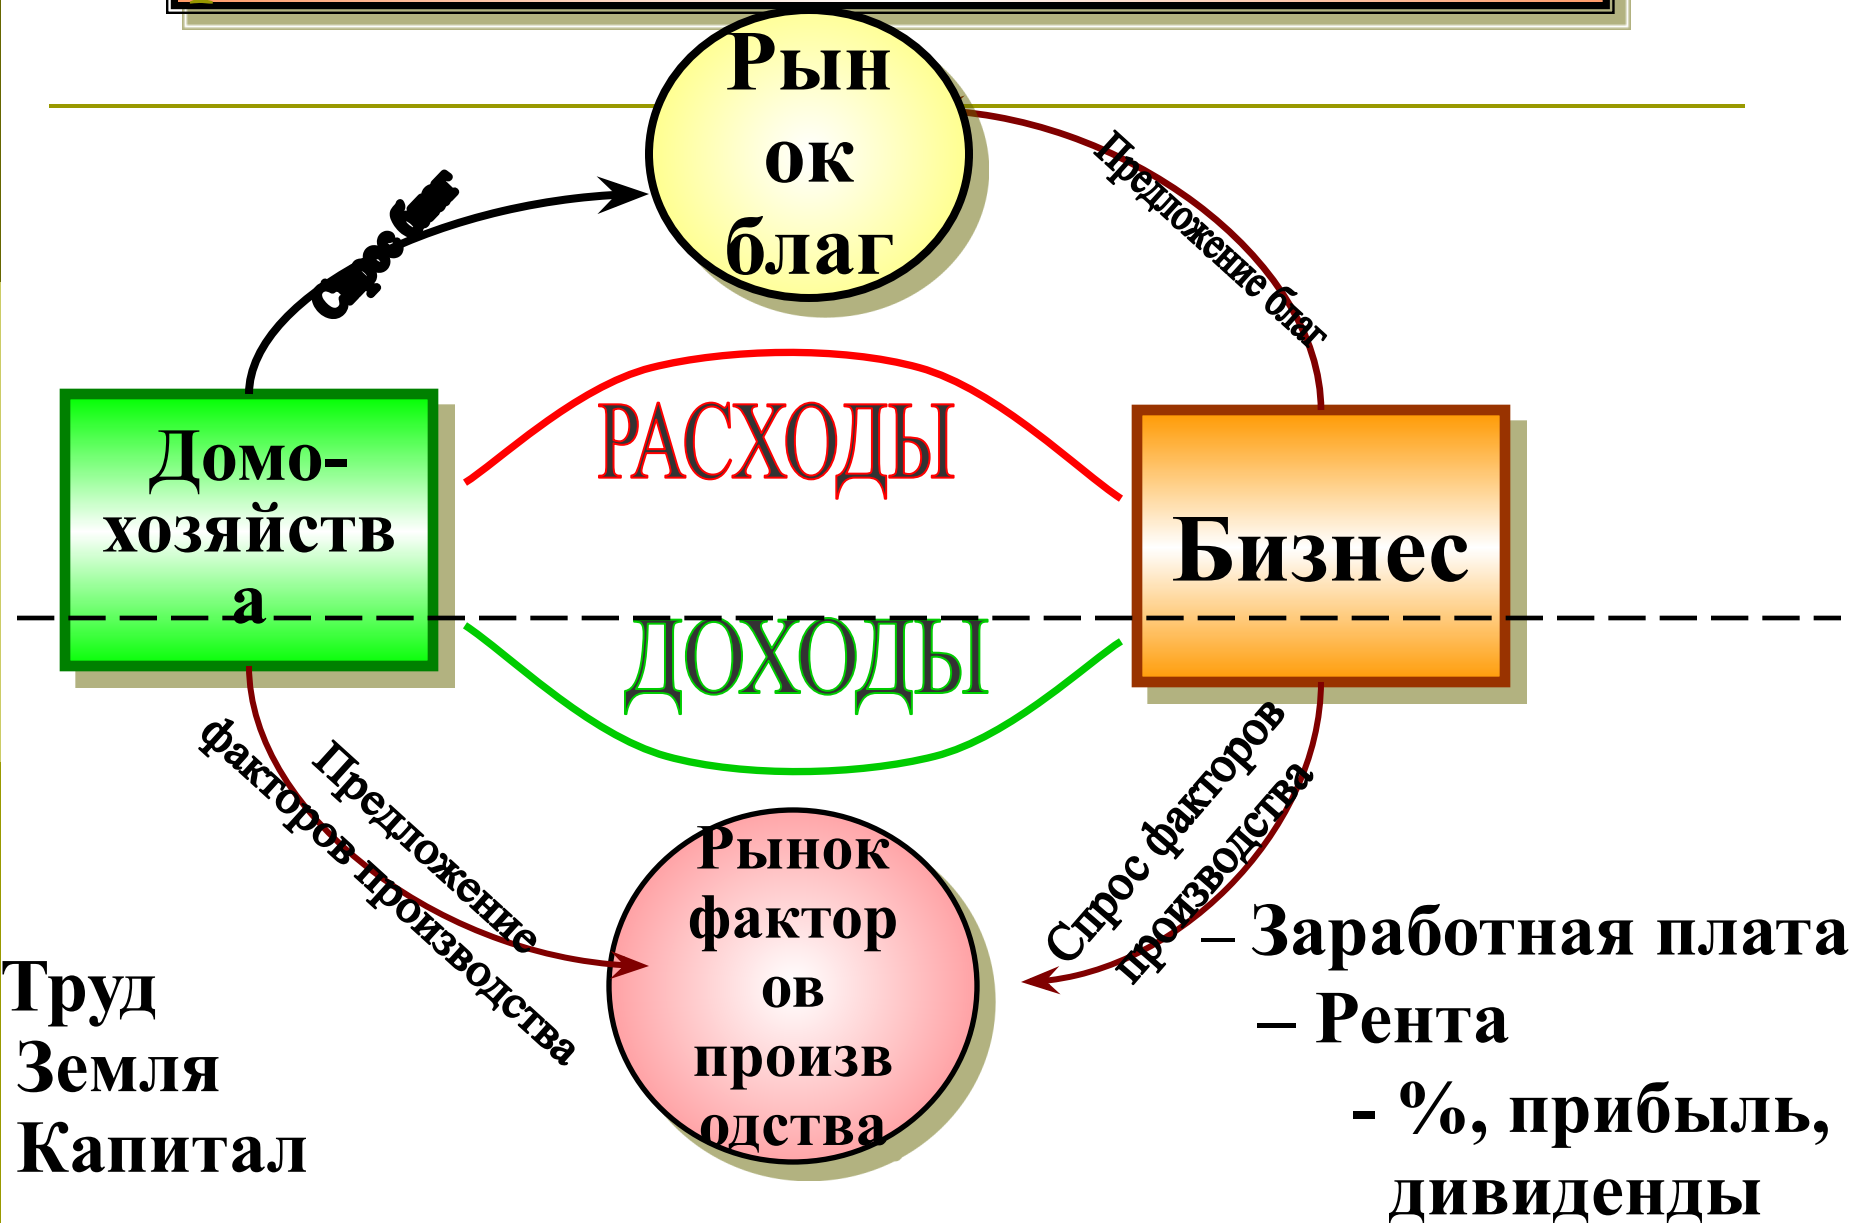 Рын
ок
благ
Предложение благ
РАСХОДЫ
Домо-
хозяйств
а
Бизнес
ДОХОДЫ
Предложение
факторов производства
Спрос факторов
производства
Рынок
фактор
ов
произв
одства
Труд
Земля
Капитал
– Заработная плата
– Рента
- %, прибыль,
дивиденды